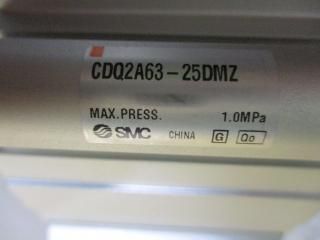 CDQ2A63-25DMZ
MAX.PRESS. 1.0MPa
SMC CHINA G Qo